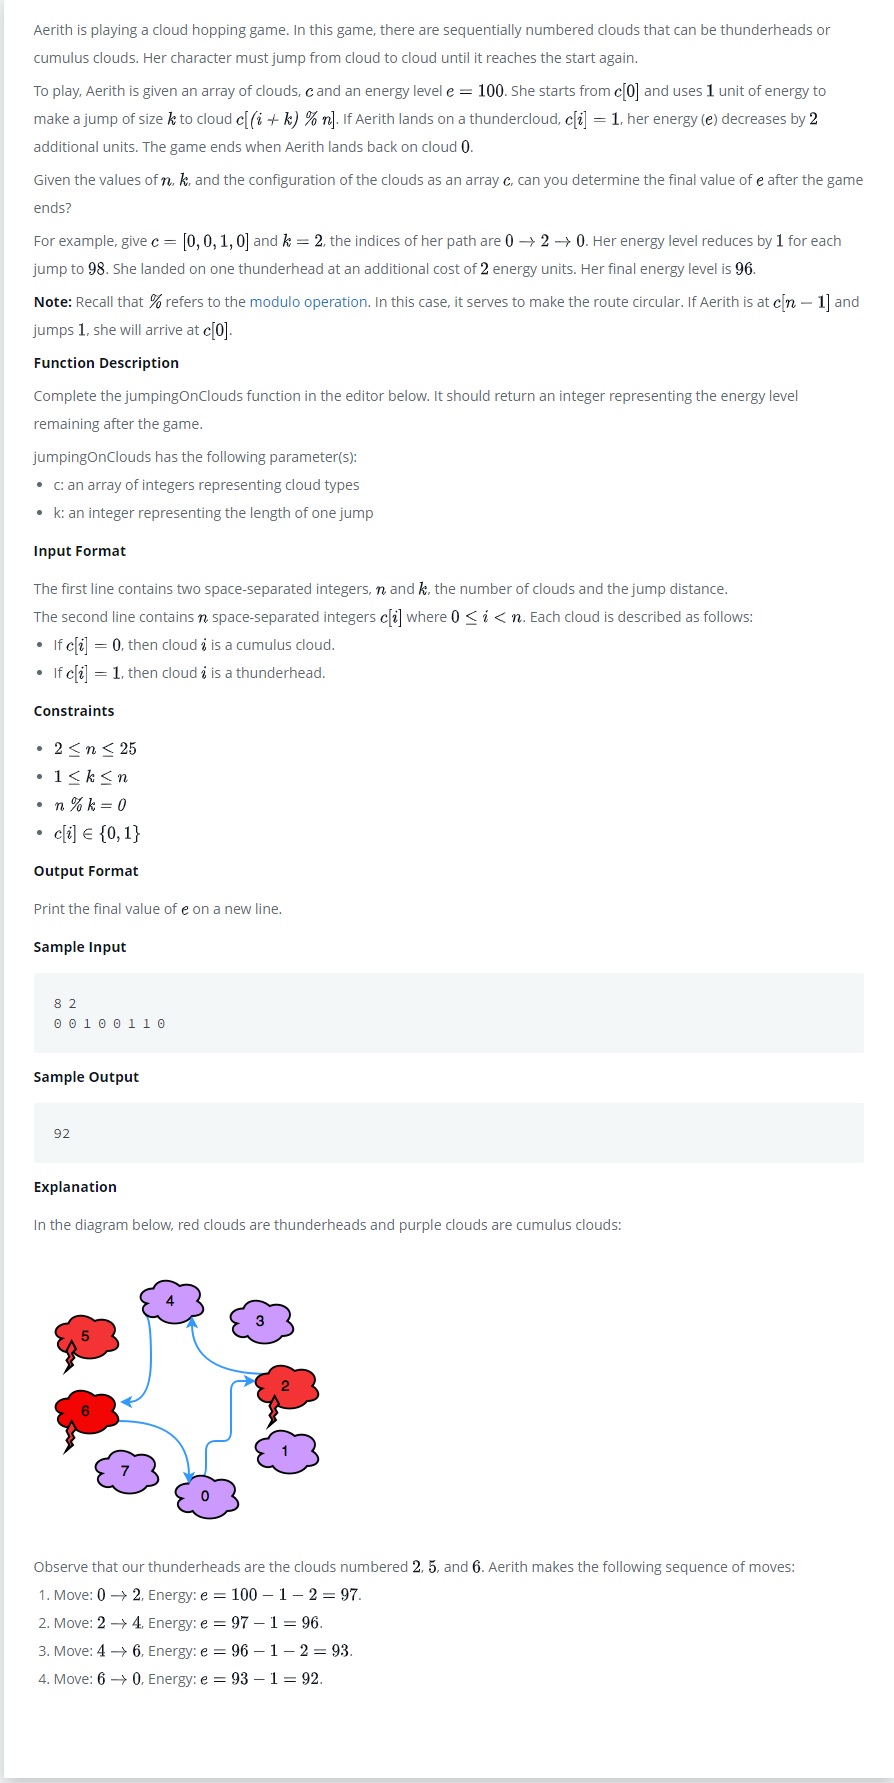 Aerith is playing a cloud hopping game. In this game, there are sequentially numbered clouds that can be thunderheads or
cumulus clouds. Her character must jump from cloud to cloud until it reaches the start again.
To play, Aerith is given an array of clouds, c and an energy level e = 100. She starts from c[0] and uses 1 unit of energy to
make a jump of size k to cloud c[(i + k) % n]. If Aerith lands on a thundercloud, c[i] = 1, her energy (e) decreases by 2
additional units. The game ends when Aerith lands back on cloud 0.
Given the values of n, k, and the configuration of the clouds as an array c, can you determine the final value of e after the game
ends?
For example, give c = [0, 0, 1, 0] and k = 2, the indices of her path are 0 → 2 → 0. Her energy level reduces by 1 for each
jump to 98. She landed on one thunderhead at an additional cost of 2 energy units. Her final energy level is 96.
Note: Recall that % refers to the modulo operation. In this case, it serves to make the route circular. If Aerith is at c[n − 1] and
jumps 1, she will arrive at c[0].
Function Description
Complete the jumpingOnClouds function in the editor below. It should return an integer representing the energy level
remaining after the game.
jumpingOnClouds has the following parameter(s):
• c: an array of integers representing cloud types
• k: an integer representing the length of one jump
Input Format
The first line contains two space-separated integers, n and k, the number of clouds and the jump distance.
The second line contains n space-separated integers c[i] where 0 ≤ i < n. Each cloud is described as follows:
• If c[i] = 0, then cloud i is a cumulus cloud.
• If c[i] = 1, then cloud i is a thunderhead.
Constraints
• 2 ≤ n ≤ 25
• 1 ≤ k ≤ n
• n % k = 0
• c[i] ∈ {0, 1}
Output Format
Print the final value of e on a new line.
Sample Input
8 2
0 0 1 0 0 1 1 0
Sample Output
92
Explanation
In the diagram below, red clouds are thunderheads and purple clouds are cumulus clouds:
4
3
5
2
6
1
7
0
Observe that our thunderheads are the clouds numbered 2, 5, and 6. Aerith makes the following sequence of moves:
1. Move: 0 → 2, Energy: e = 100 − 1 − 2 = 97.
2. Move: 2 → 4, Energy: e = 97 − 1 = 96.
3. Move: 4 → 6, Energy: e = 96 − 1 − 2 = 93.
4. Move: 6 → 0, Energy: e = 93 − 1 = 92.